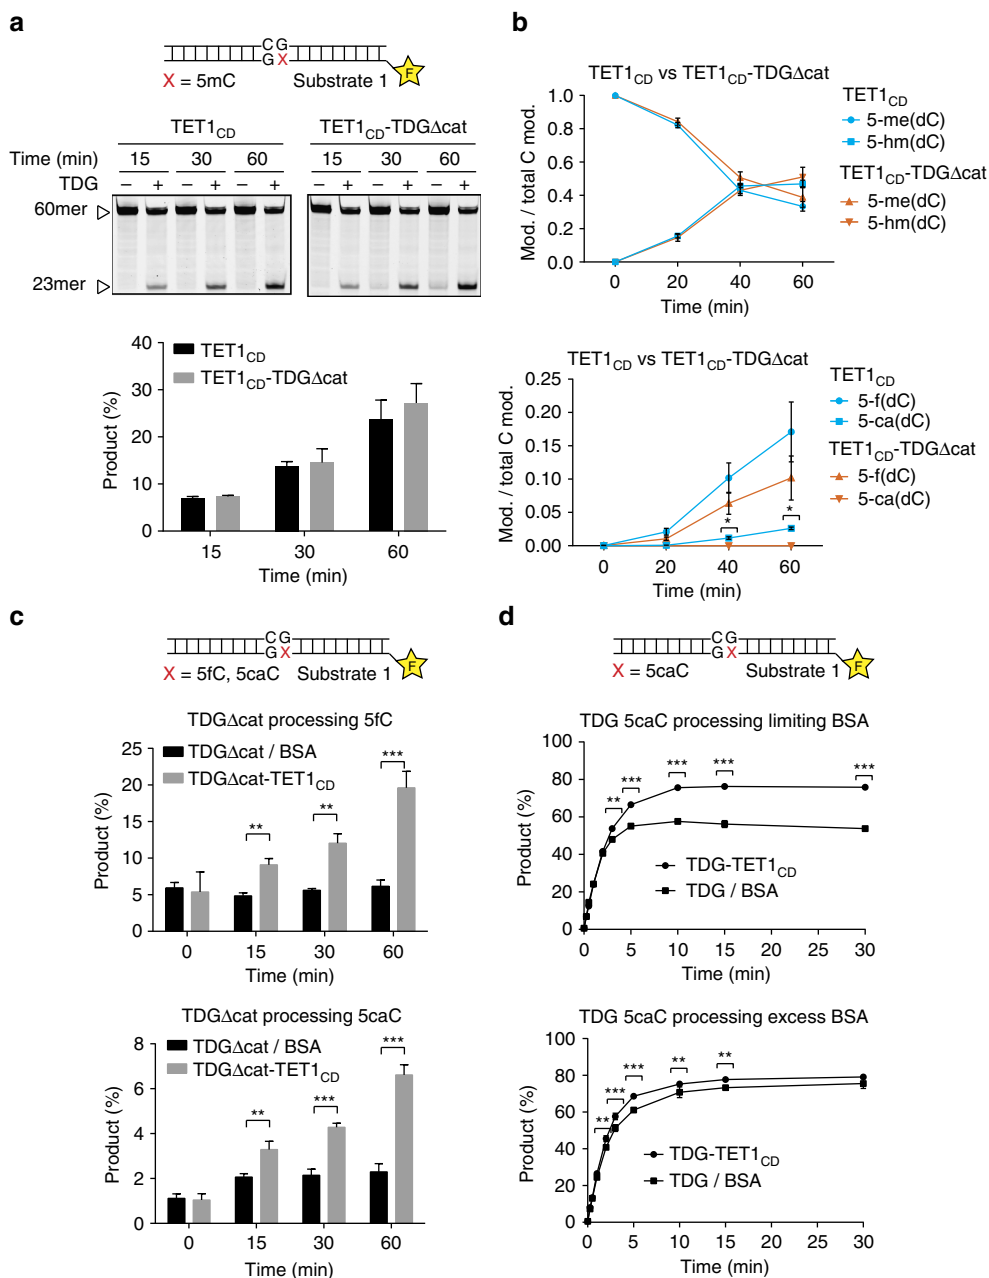 a
C G
G X
X = 5mC Substrate 1 F
TET1CD TET1CD-TDGΔcat
Time (min) 15 30 60 15 30 60
TDG − + − + − + − + − + − +
60mer
23mer
40
30
20
10
0
Product (%)
TET1CD
TET1CD-TDGΔcat
15 30 60
Time (min)
b
TET1CD vs TET1CD-TDGΔcat
1.0
0.8
0.6
0.4
0.2
0.0
Mod. / total C mod.
0 20 40 60
Time (min)
TET1CD
5-me(dC)
5-hm(dC)
TET1CD-TDGΔcat
5-me(dC)
5-hm(dC)
TET1CD vs TET1CD-TDGΔcat
0.25
0.20
0.15
0.10
0.05
0.00
Mod. / total C mod.
* *
0 20 40 60
Time (min)
TET1CD
5-f(dC)
5-ca(dC)
TET1CD-TDGΔcat
5-f(dC)
5-ca(dC)
c
C G
G X
X = 5fC, 5caC Substrate 1 F
TDGΔcat processing 5fC
25
20
15
10
5
0
Product (%)
TDGΔcat / BSA
TDGΔcat-TET1CD
** ** ***
0 15 30 60
Time (min)
TDGΔcat processing 5caC
8
6
4
2
0
Product (%)
TDGΔcat / BSA
TDGΔcat-TET1CD
** *** ***
0 15 30 60
Time (min)
d
C G
G X
X = 5caC Substrate 1 F
TDG 5caC processing limiting BSA
100
80
60
40
20
0
Product (%)
** *** *** *** ***
TDG-TET1CD
TDG / BSA
0 5 10 15 20 25 30
Time (min)
TDG 5caC processing excess BSA
100
80
60
40
20
0
Product (%)
** *** *** ** **
TDG-TET1CD
TDG / BSA
0 5 10 15 20 25 30
Time (min)